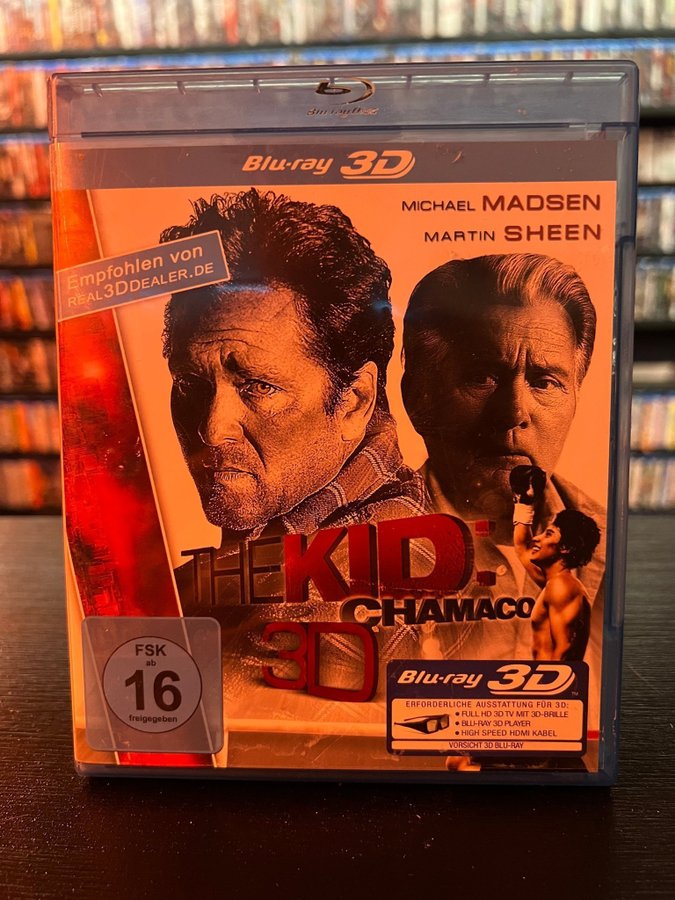 Blu-ray Disc
Blu-ray 3D
MICHAEL MADSEN
MARTIN SHEEN
Empfohlen von
REAL3DDEALER.DE
THE KID:
CHAMACO
3D
FSK
ab
16
freigegeben
Blu-ray 3D™
ERFORDERLICHE AUSSTATTUNG FÜR 3D:
• FULL HD 3D TV MIT 3D-BRILLE
• BLU-RAY 3D PLAYER
• HIGH SPEED HDMI KABEL
VORSICHT 3D BLU-RAY